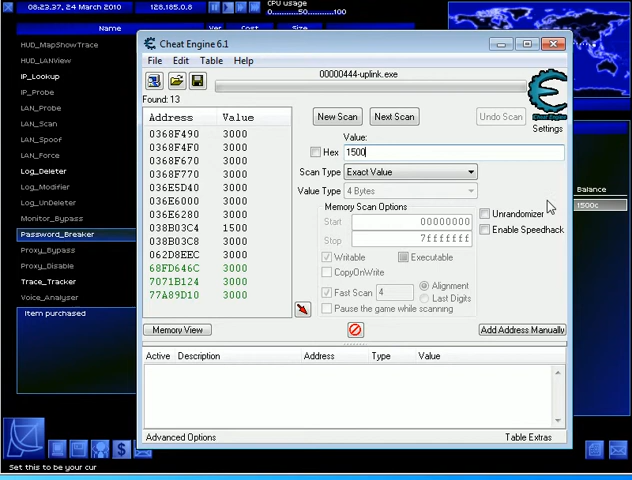 08:23.37, 24 March 2010
128.185.0.8
CPU usage
0..........50..........100
Name
Ver
Cost
Size
HUD_MapShowTrace
HUD_LANView
IP_Lookup
IP_Probe
LAN_Probe
LAN_Scan
LAN_Spoof
LAN_Force
Log_Deleter
Log_Modifier
Log_UnDeleter
Monitor_Bypass
Password_Breaker
Proxy_Bypass
Proxy_Disable
Trace_Tracker
Voice_Analyser
Item purchased
Set this to be your cur
Balance
1500c
Cheat Engine 6.1
File Edit Table Help
00000444-uplink.exe
Found: 13
Address Value
0368F490 3000
0368F4F0 3000
0368F670 3000
0368F770 3000
036E5D40 3000
036E6000 3000
036E6280 3000
038B03C4 1500
038B03C8 3000
062D8EEC 3000
68FD646C 3000
7071B124 3000
77A89D10 3000
New Scan
Next Scan
Undo Scan
Cheat Engine
Settings
Value:
Hex
1500
Scan Type
Exact Value
Value Type
4 Bytes
Memory Scan Options
Start
00000000
Stop
7fffffff
Writable
Executable
CopyOnWrite
Fast Scan
4
Alignment
Last Digits
Pause the game while scanning
Unrandomizer
Enable Speedhack
Memory View
Add Address Manually
Active Description Address Type Value
Advanced Options
Table Extras